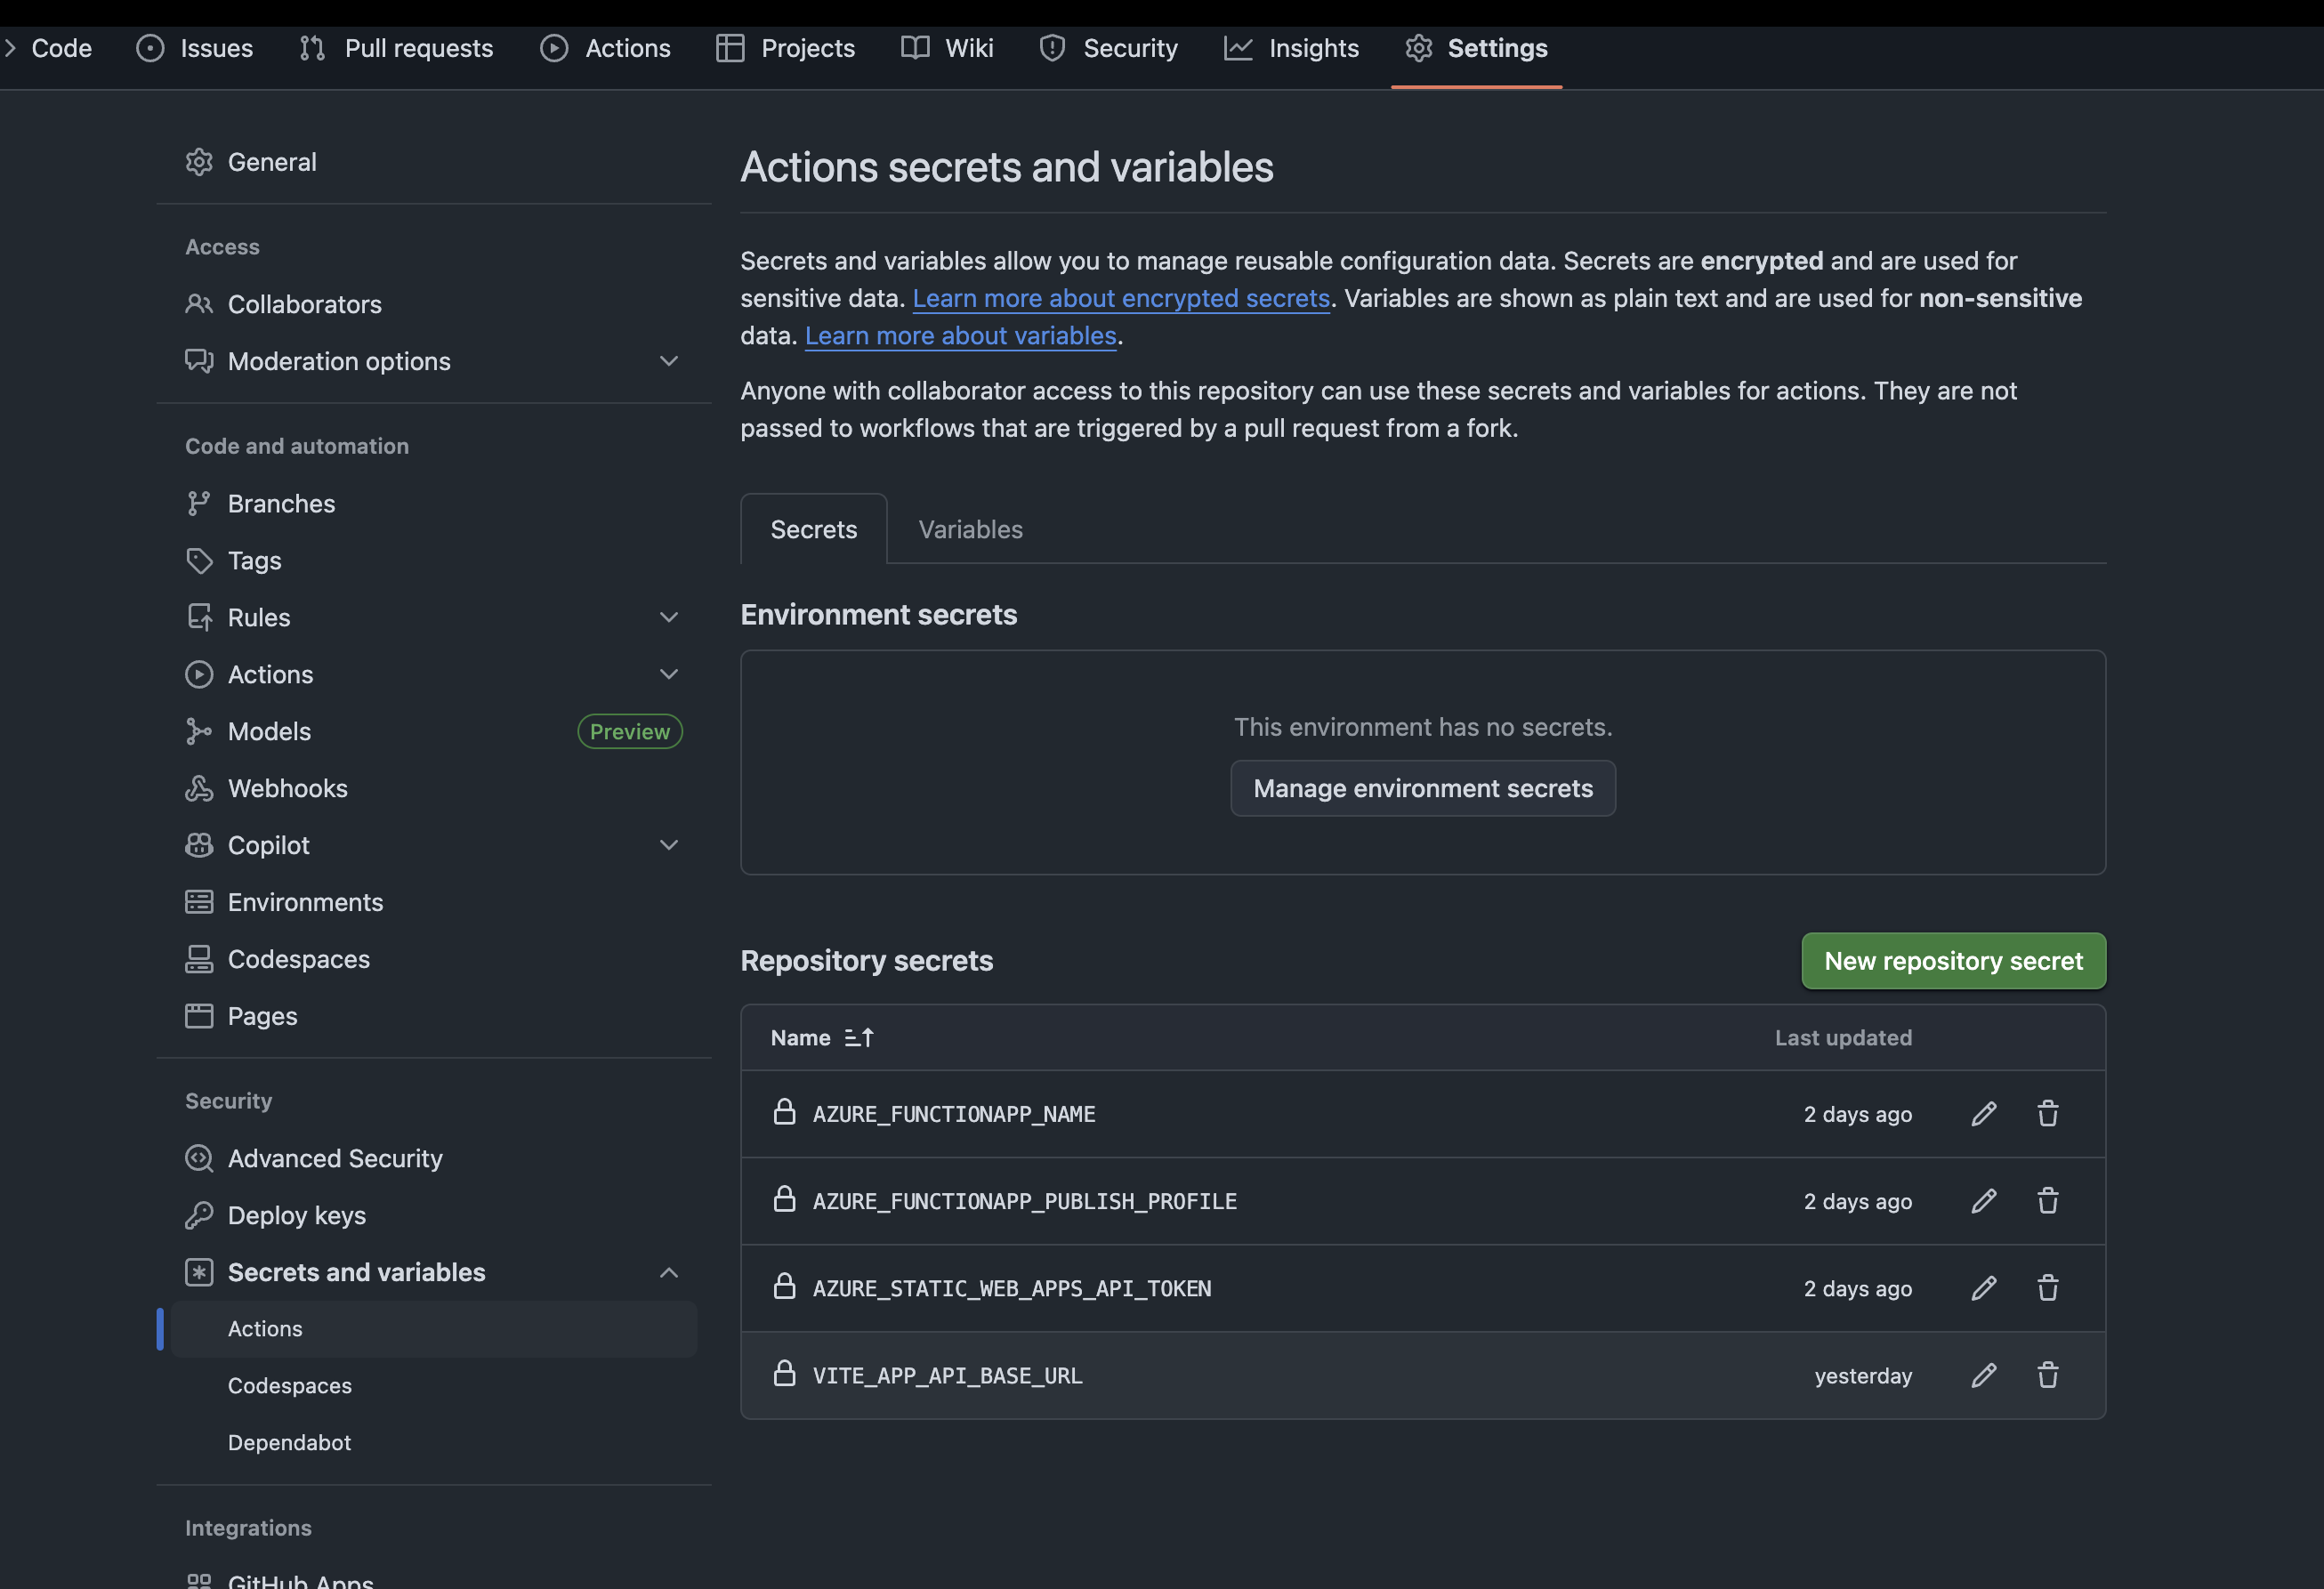 Code Issues Pull requests Actions Projects Wiki Security Insights Settings
General
Access
Collaborators
Moderation options
Code and automation
Branches
Tags
Rules
Actions
Models Preview
Webhooks
Copilot
Environments
Codespaces
Pages
Security
Advanced Security
Deploy keys
Secrets and variables
Actions
Codespaces
Dependabot
Integrations
GitHub Apps
Actions secrets and variables
Secrets and variables allow you to manage reusable configuration data. Secrets are encrypted and are used for
sensitive data. Learn more about encrypted secrets. Variables are shown as plain text and are used for non-sensitive
data. Learn more about variables.
Anyone with collaborator access to this repository can use these secrets and variables for actions. They are not
passed to workflows that are triggered by a pull request from a fork.
Secrets Variables
Environment secrets
This environment has no secrets.
Manage environment secrets
Repository secrets New repository secret
Name Last updated
AZURE_FUNCTIONAPP_NAME 2 days ago
AZURE_FUNCTIONAPP_PUBLISH_PROFILE 2 days ago
AZURE_STATIC_WEB_APPS_API_TOKEN 2 days ago
VITE_APP_API_BASE_URL yesterday